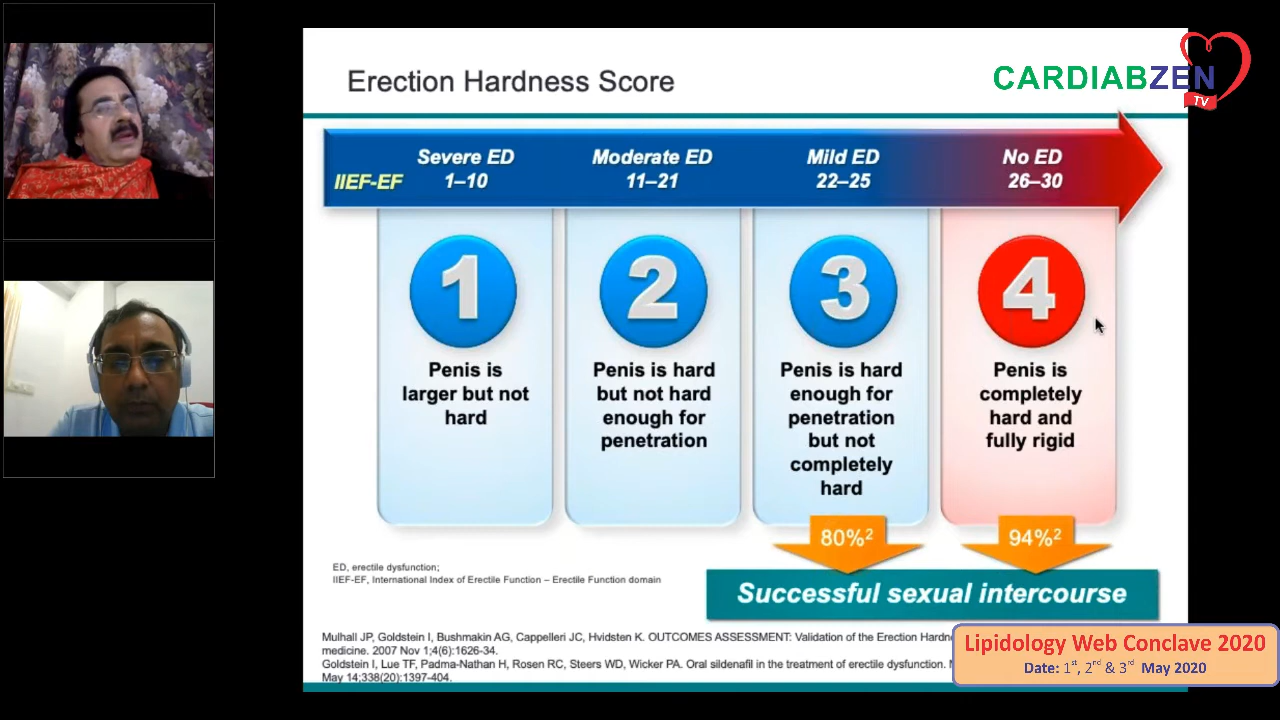 Erection Hardness Score
CARDIABZEN
TV
IIEF-EF
Severe ED
1–10
Moderate ED
11–21
Mild ED
22–25
No ED
26–30
1
Penis is
larger but not
hard
2
Penis is hard
but not hard
enough for
penetration
3
Penis is hard
enough for
penetration
but not
completely
hard
4
Penis is
completely
hard and
fully rigid
80%²
94%²
Successful sexual intercourse
ED, erectile dysfunction;
IIEF-EF, International Index of Erectile Function – Erectile Function domain
Mulhall JP, Goldstein I, Bushmakin AG, Cappelleri JC, Hvidsten K. OUTCOMES ASSESSMENT: Validation of the Erection Hardn
medicine. 2007 Nov 1;4(6):1626-34.
Goldstein I, Lue TF, Padma-Nathan H, Rosen RC, Steers WD, Wicker PA. Oral sildenafil in the treatment of erectile dysfunction.
May 14;338(20):1397-404.
Lipidology Web Conclave 2020
Date: 1st, 2nd & 3rd May 2020